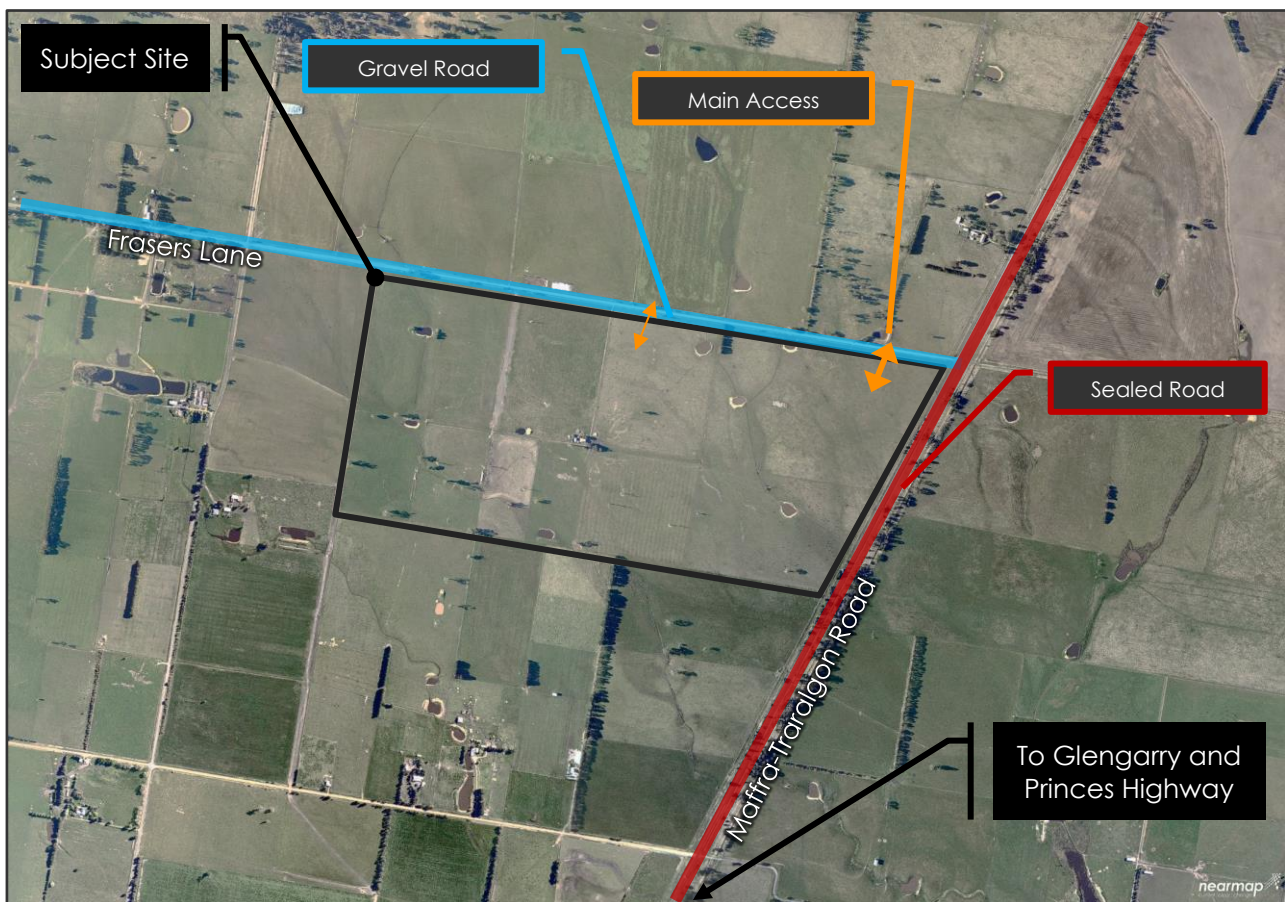 Subject Site
Gravel Road
Main Access
Frasers Lane
Sealed Road
Maffra-Traralgon Road
To Glengarry and
Princes Highway
nearmap